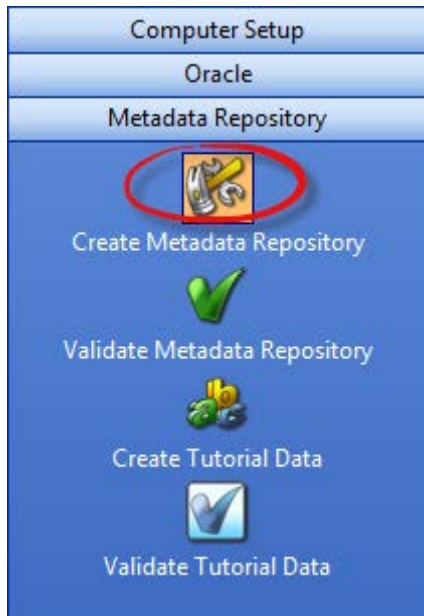 Computer Setup
Oracle
Metadata Repository
Create Metadata Repository
Validate Metadata Repository
Create Tutorial Data
Validate Tutorial Data